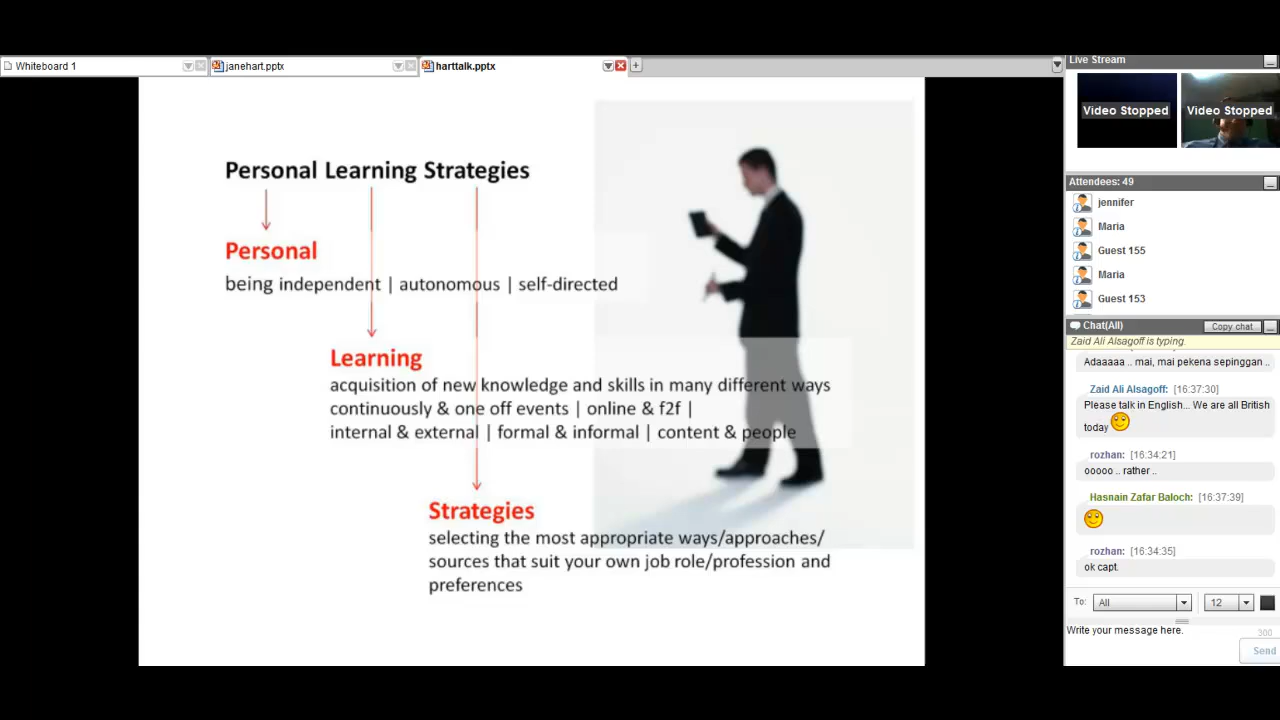 Whiteboard 1
janehart.pptx
harttalk.pptx
Personal Learning Strategies
Personal
being independent | autonomous | self-directed
Learning
acquisition of new knowledge and skills in many different ways
continuously & one off events | online & f2f |
internal & external | formal & informal | content & people
Strategies
selecting the most appropriate ways/approaches/
sources that suit your own job role/profession and
preferences
Live Stream
Video Stopped
Video Stopped
Attendees: 49
jennifer
Maria
Guest 155
Maria
Guest 153
Chat(All)
Copy chat
Zaid Ali Alsagoff is typing.
Adaaaaa .. mai, mai pekena sepinggan ..
Zaid Ali Alsagoff: [16:37:30]
Please talk in English... We are all British
today
rozhan: [16:34:21]
ooooo .. rather ..
Hasnain Zafar Baloch: [16:37:39]
rozhan: [16:34:35]
ok capt.
To: All 12
Write your message here.
300
Send